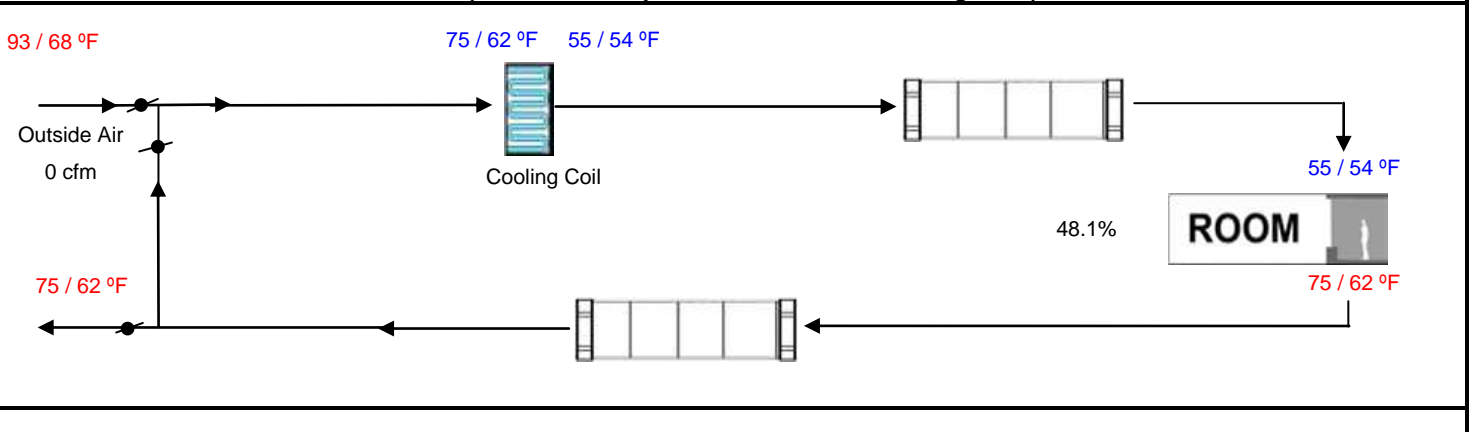 93 / 68 ºF
75 / 62 ºF
55 / 54 ºF
Outside Air
0 cfm
Cooling Coil
55 / 54 ºF
48.1%
ROOM
75 / 62 ºF
75 / 62 ºF